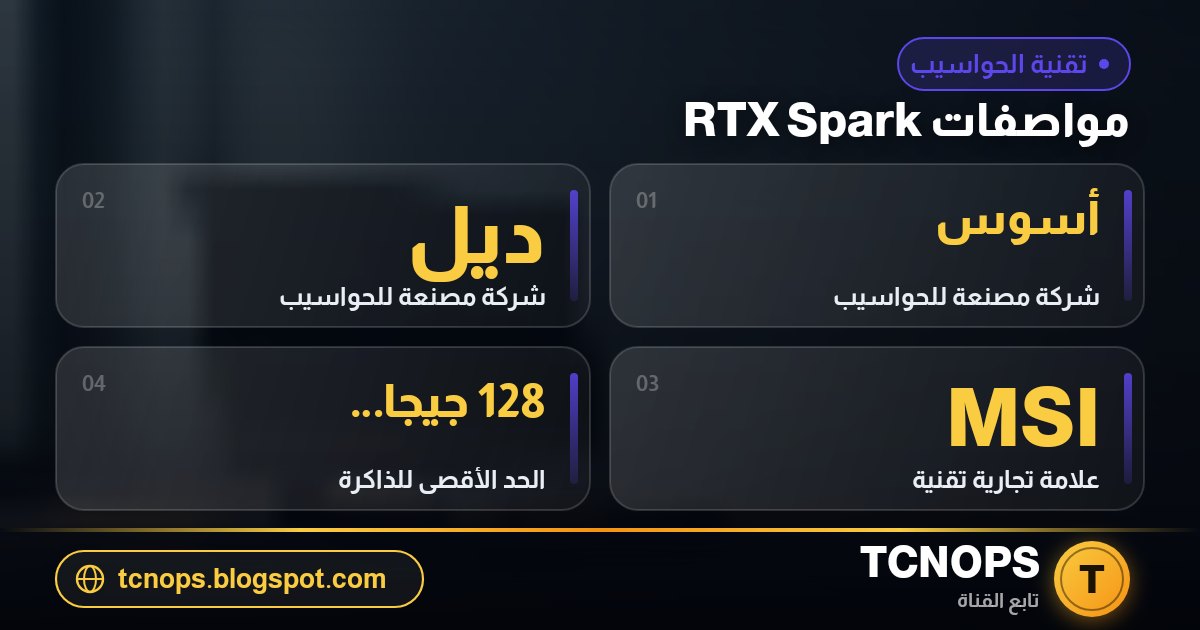 تقنية الحواسيب
مواصفات RTX Spark
01
أسوس
شركة مصنعة للحواسيب
02
ديل
شركة مصنعة للحواسيب
03
MSI
علامة تجارية تقنية
04
128 جيجا...
الحد الأقصى للذاكرة
T
TCNOPS
تابع القناة
tcnops.blogspot.com